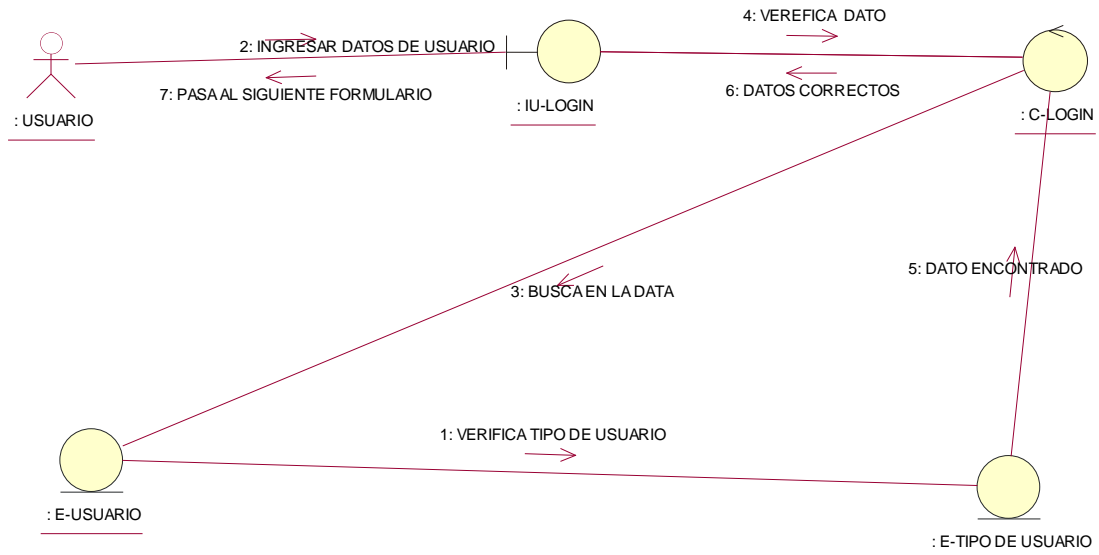 4: VEREFICA DATO
2: INGRESAR DATOS DE USUARIO
7: PASA AL SIGUIENTE FORMULARIO
6: DATOS CORRECTOS
: IU-LOGIN
: USUARIO
: C-LOGIN
5: DATO ENCONTRADO
3: BUSCA EN LA DATA
1: VERIFICA TIPO DE USUARIO
: E-USUARIO
: E-TIPO DE USUARIO